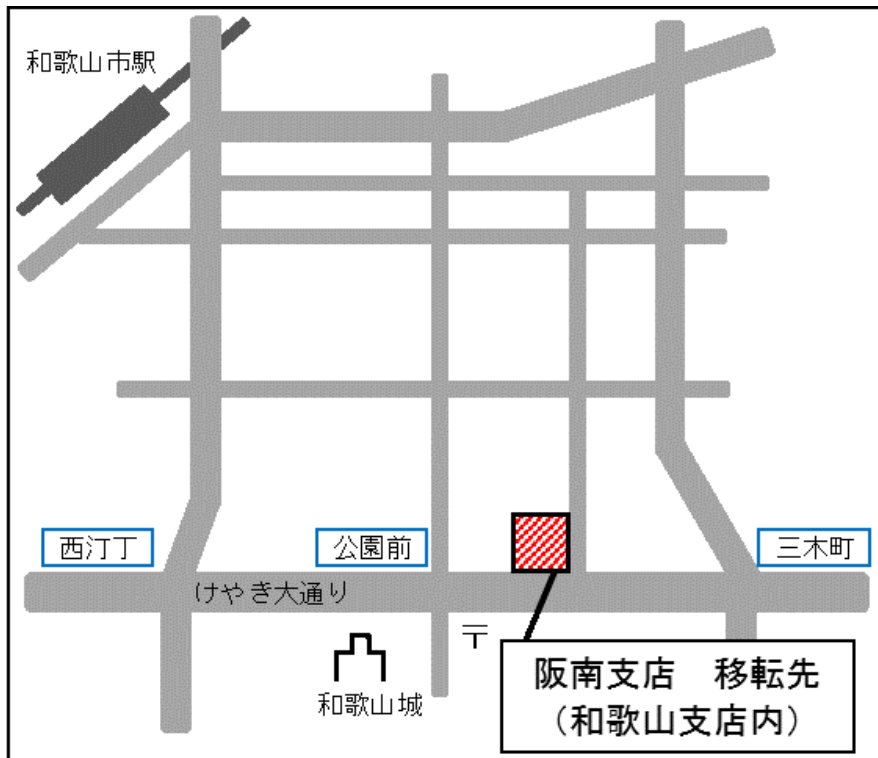 和歌山市駅
西汀丁
公園前
三木町
けやき大通り
〒
和歌山城
阪南支店　移転先
（和歌山支店内）